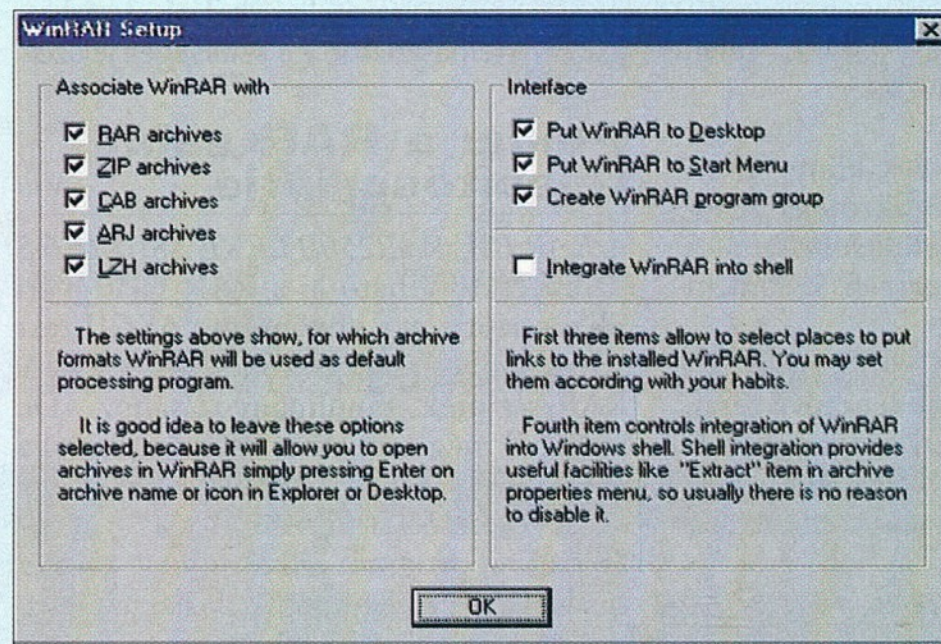 WinRAR Setup
Associate WinRAR with
RAR archives
ZIP archives
CAB archives
ARJ archives
LZH archives
The settings above show, for which archive
formats WinRAR will be used as default
processing program.
It is good idea to leave these options
selected, because it will allow you to open
archives in WinRAR simply pressing Enter on
archive name or icon in Explorer or Desktop.
Interface
Put WinRAR to Desktop
Put WinRAR to Start Menu
Create WinRAR program group
Integrate WinRAR into shell
First three items allow to select places to put
links to the installed WinRAR. You may set
them according with your habits.
Fourth item controls integration of WinRAR
into Windows shell. Shell integration provides
useful facilities like "Extract" item in archive
properties menu, so usually there is no reason
to disable it.
OK